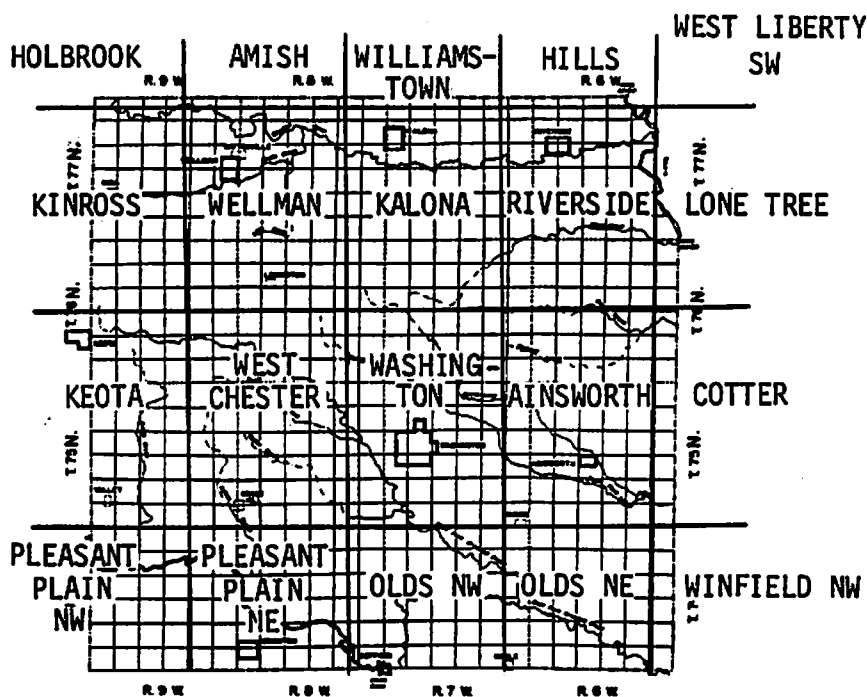 WEST LIBERTY
SW
HOLBROOK
AMISH
WILLIAMS-
TOWN
HILLS
R.9 W.
R.8 W.
R.6 W.
T.77N.
T.77N.
KINROSS
WELLMAN
KALONA
RIVERSIDE
LONE TREE
T.76N.
T.76N.
KEOTA
WEST
CHESTER
WASHING-
TON
AINSWORTH
COTTER
T.75N.
T.75N.
PLEASANT
PLAIN
NW
PLEASANT
PLAIN
NE
OLDS NW
OLDS NE
WINFIELD NW
R.9 W.
R.8 W.
R.7 W.
R.6 W.